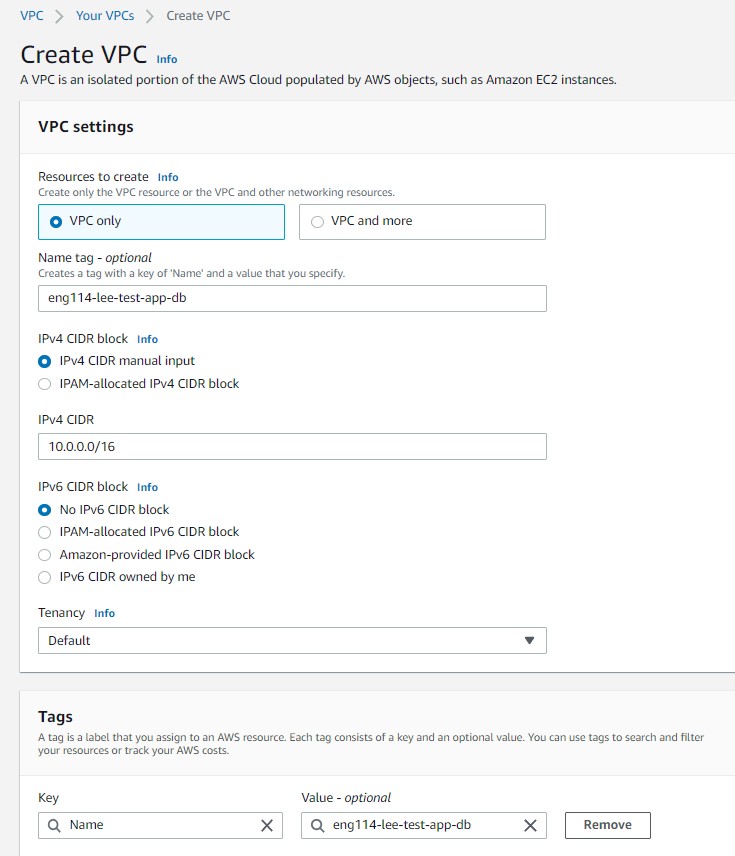 VPC > Your VPCs > Create VPC
Create VPC Info
A VPC is an isolated portion of the AWS Cloud populated by AWS objects, such as Amazon EC2 instances.
VPC settings
Resources to create Info
Create only the VPC resource or the VPC and other networking resources.
VPC only VPC and more
Name tag - optional
Creates a tag with a key of 'Name' and a value that you specify.
eng114-lee-test-app-db
IPv4 CIDR block Info
IPv4 CIDR manual input
IPAM-allocated IPv4 CIDR block
IPv4 CIDR
10.0.0.0/16
IPv6 CIDR block Info
No IPv6 CIDR block
IPAM-allocated IPv6 CIDR block
Amazon-provided IPv6 CIDR block
IPv6 CIDR owned by me
Tenancy Info
Default
Tags
A tag is a label that you assign to an AWS resource. Each tag consists of a key and an optional value. You can use tags to search and filter
your resources or track your AWS costs.
Key Value - optional
Name eng114-lee-test-app-db Remove